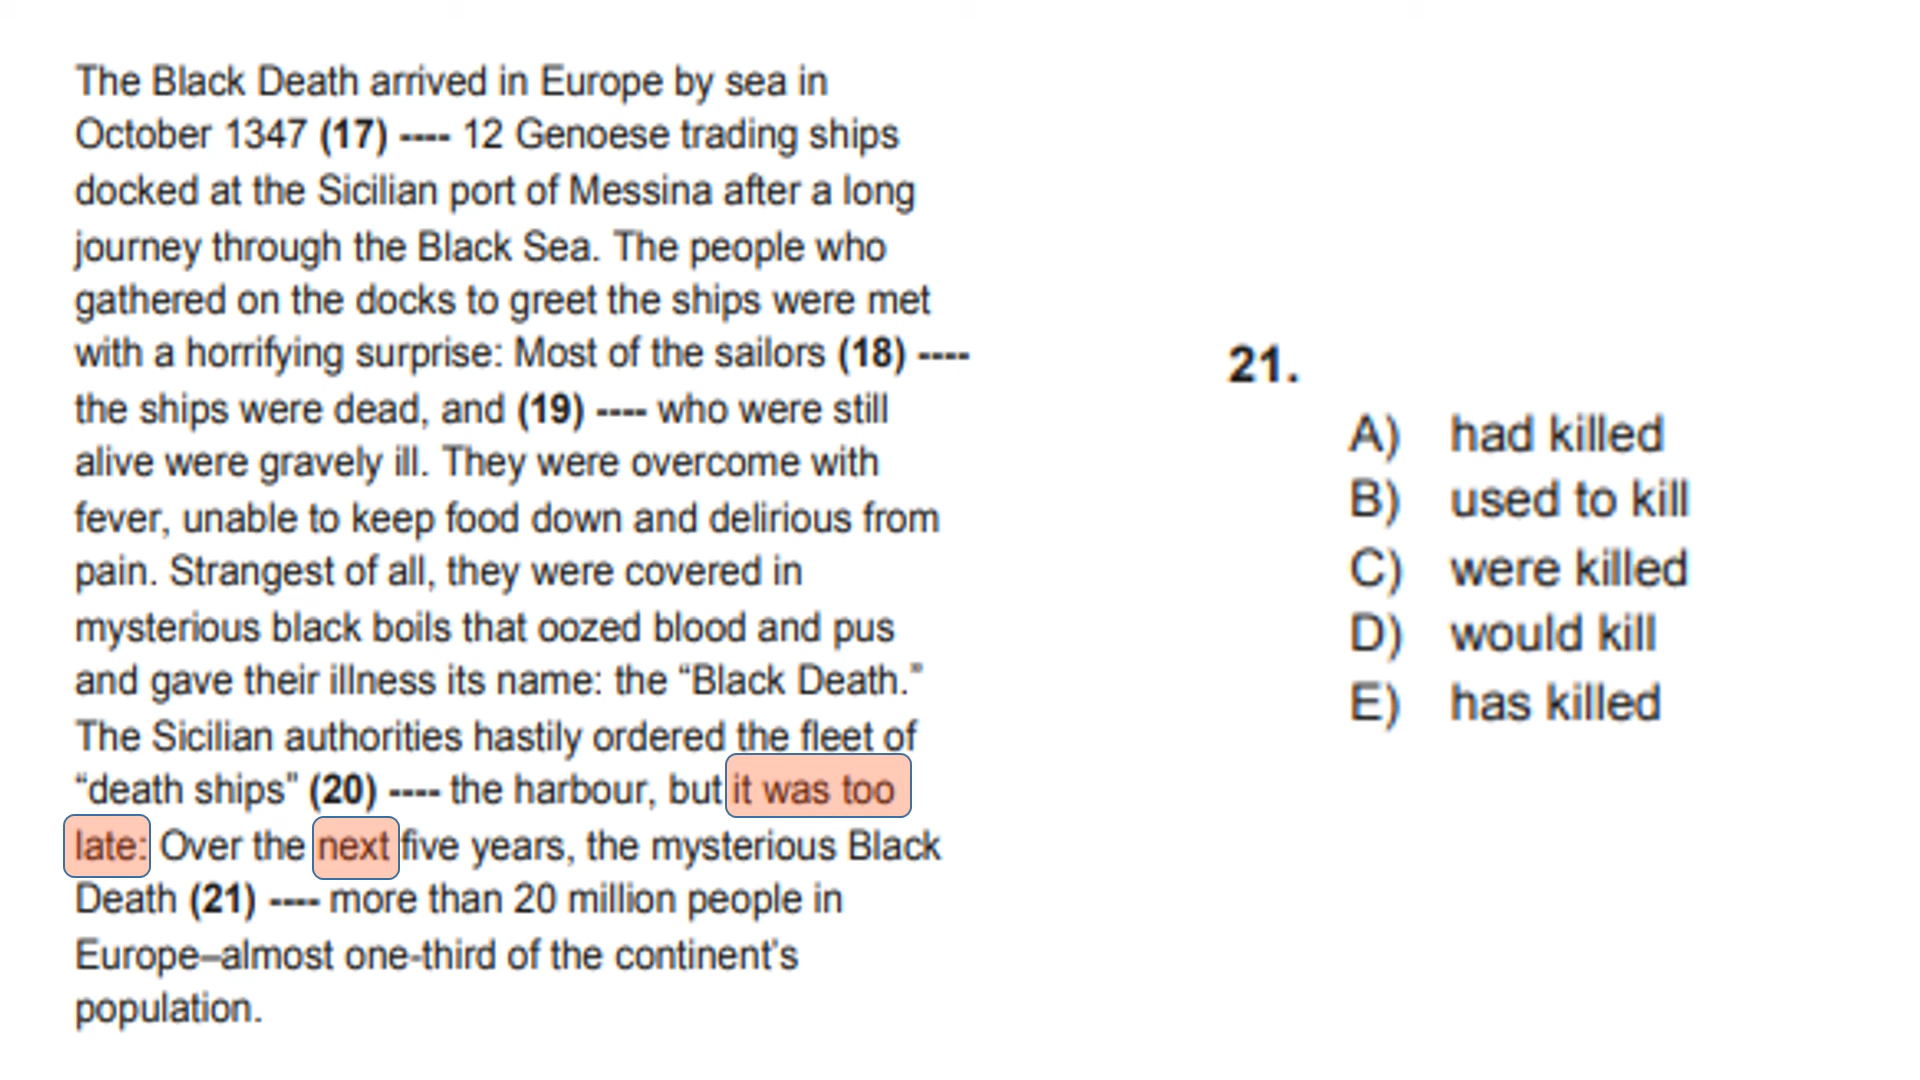 The Black Death arrived in Europe by sea in
October 1347 (17) ---- 12 Genoese trading ships
docked at the Sicilian port of Messina after a long
journey through the Black Sea. The people who
gathered on the docks to greet the ships were met
with a horrifying surprise: Most of the sailors (18) ----
the ships were dead, and (19) ---- who were still
alive were gravely ill. They were overcome with
fever, unable to keep food down and delirious from
pain. Strangest of all, they were covered in
mysterious black boils that oozed blood and pus
and gave their illness its name: the “Black Death.”
The Sicilian authorities hastily ordered the fleet of
“death ships” (20) ---- the harbour, but it was too
late: Over the next five years, the mysterious Black
Death (21) ---- more than 20 million people in
Europe–almost one-third of the continent's
population.
21.
A) had killed
B) used to kill
C) were killed
D) would kill
E) has killed